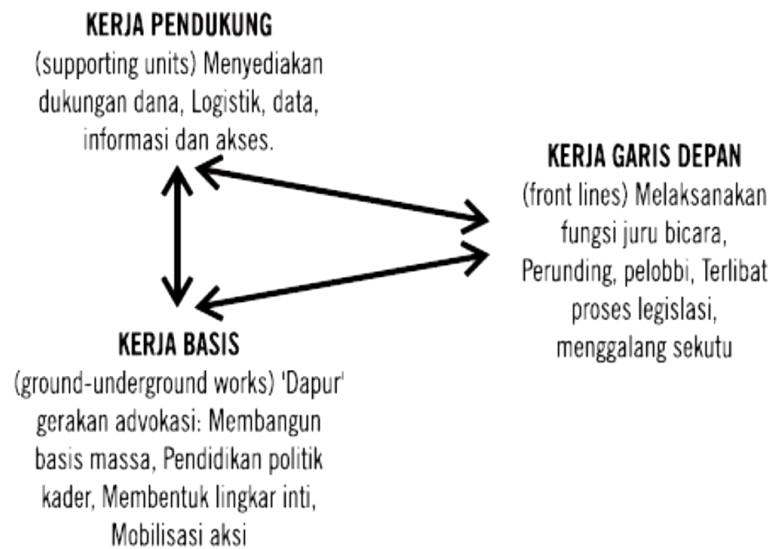 KERJA PENDUKUNG
(supporting units) Menyediakan
dukungan dana, Logistik, data,
informasi dan akses.
KERJA GARIS DEPAN
(front lines) Melaksanakan
fungsi juru bicara,
Perunding, pelobbi, Terlibat
proses legislasi,
menggalang sekutu
KERJA BASIS
(ground-underground works) 'Dapur'
gerakan advokasi: Membangun
basis massa, Pendidikan politik
kader, Membentuk lingkar inti,
Mobilisasi aksi